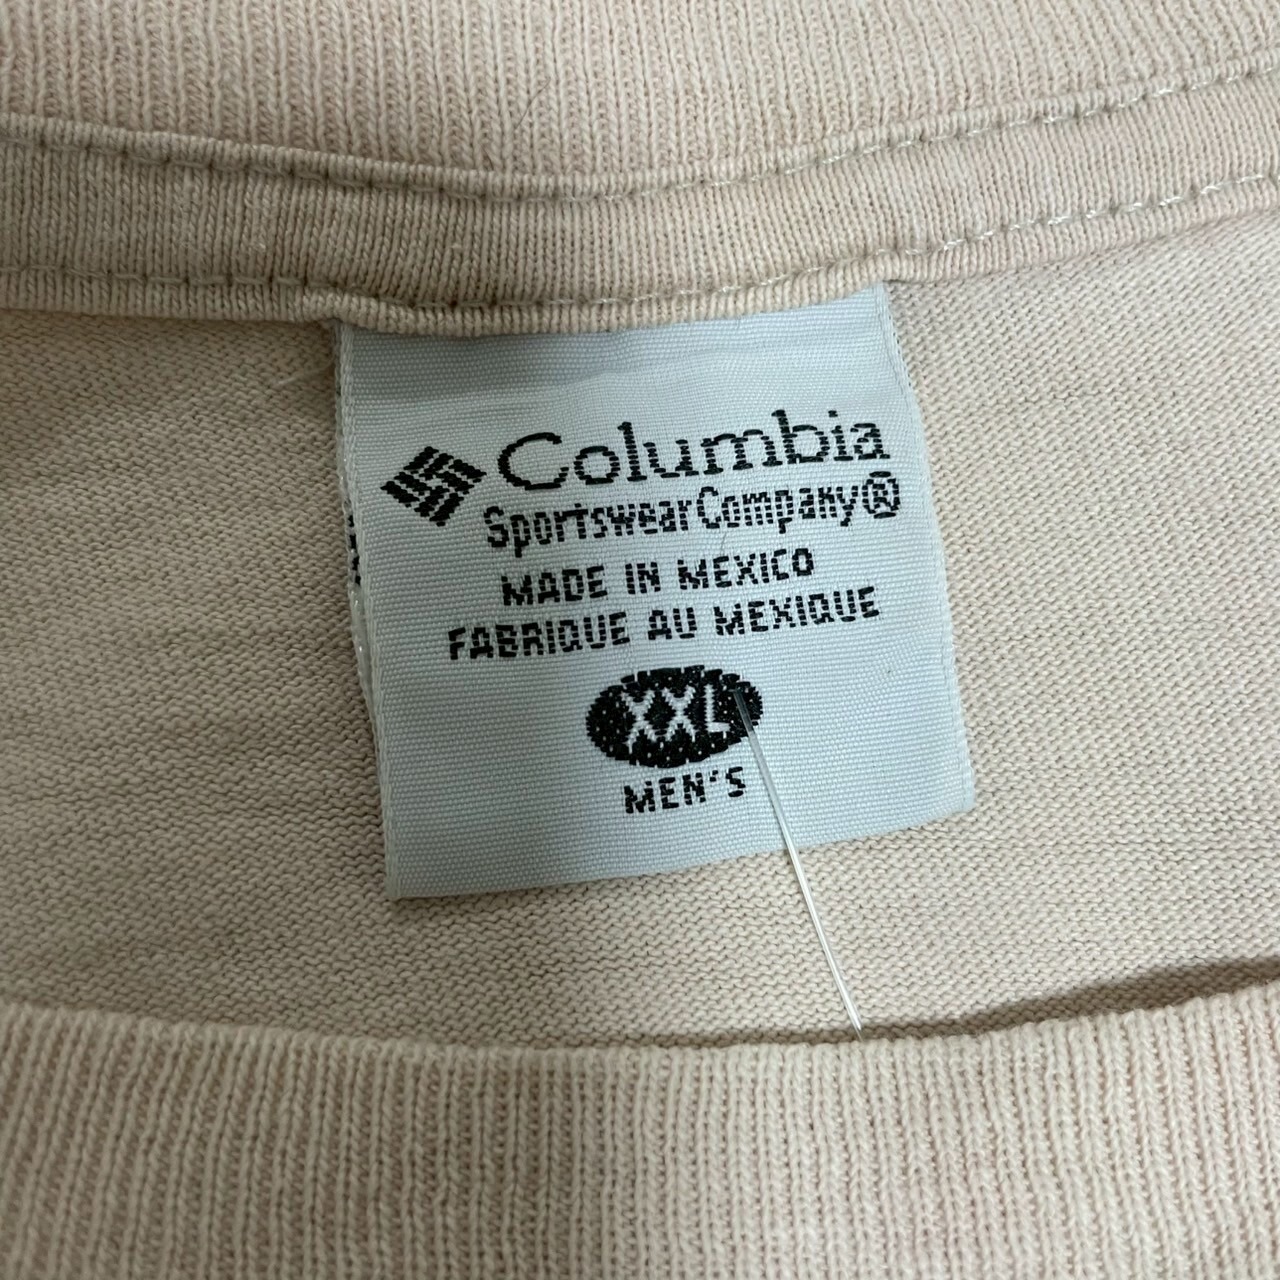 Columbia
Sportswear Company®
MADE IN MEXICO
FABRIQUE AU MEXIQUE
XXL
MEN'S